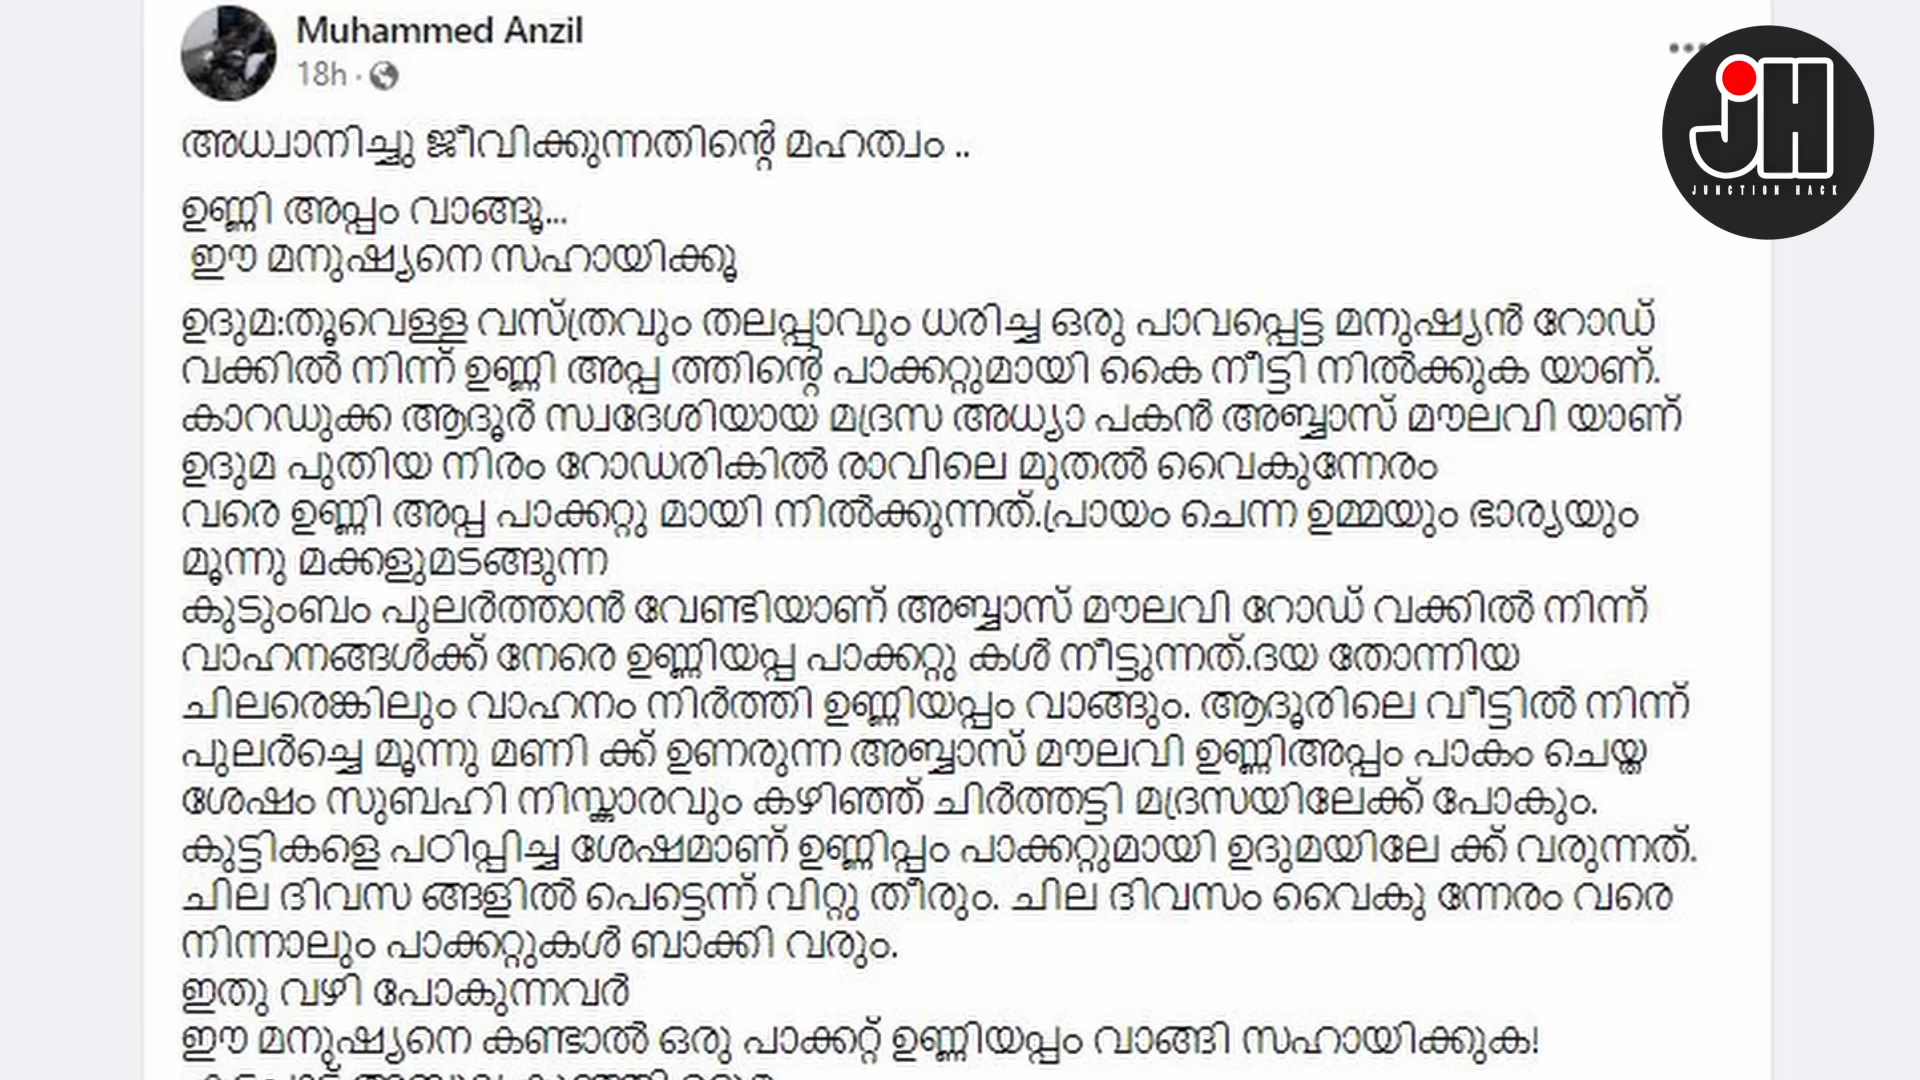 Muhammed Anzil
18h ·
അധ്വാനിച്ചു ജീവിക്കുന്നതിന്റെ മഹത്വം ..
ഉണ്ണി അപ്പം വാങ്ങൂ...
ഈ മനുഷ്യനെ സഹായിക്കൂ
ഉദുമ:തൂവെള്ള വസ്ത്രവും തലപ്പാവും ധരിച്ച ഒരു പാവപ്പെട്ട മനുഷ്യൻ റോഡ്
വക്കിൽ നിന്ന് ഉണ്ണി അപ്പ ത്തിന്റെ പാക്കറ്റുമായി കൈ നീട്ടി നിൽക്കുക യാണ്.
കാറഡുക്ക ആദൂർ സ്വദേശിയായ മദ്രസ അധ്യാ പകൻ അബ്ബാസ് മൗലവി യാണ്
ഉദുമ പുതിയ നിരം റോഡരികിൽ രാവിലെ മുതൽ വൈകുന്നേരം
വരെ ഉണ്ണി അപ്പ പാക്കറ്റു മായി നിൽക്കുന്നത്.പ്രായം ചെന്ന ഉമ്മയും ഭാര്യയും
മൂന്നു മക്കളുമടങ്ങുന്ന
കുടുംബം പുലർത്താൻ വേണ്ടിയാണ് അബ്ബാസ് മൗലവി റോഡ് വക്കിൽ നിന്ന്
വാഹനങ്ങൾക്ക് നേരെ ഉണ്ണിയപ്പ പാക്കറ്റു കൾ നീട്ടുന്നത്.ദയ തോന്നിയ
ചിലരെങ്കിലും വാഹനം നിർത്തി ഉണ്ണിയപ്പം വാങ്ങും. ആദൂരിലെ വീട്ടിൽ നിന്ന്
പുലർച്ചെ മൂന്നു മണി ക്ക് ഉണരുന്ന അബ്ബാസ് മൗലവി ഉണ്ണിഅപ്പം പാകം ചെയ്ത
ശേഷം സുബഹി നിസ്കാരവും കഴിഞ്ഞ് ചിർത്തട്ടി മദ്രസയിലേക്ക് പോകും.
കുട്ടികളെ പഠിപ്പിച്ച ശേഷമാണ് ഉണ്ണിപ്പം പാക്കറ്റുമായി ഉദുമയിലേ ക്ക് വരുന്നത്.
ചില ദിവസ ങ്ങളിൽ പെട്ടെന്ന് വിറ്റു തീരും. ചില ദിവസം വൈകു ന്നേരം വരെ
നിന്നാലും പാക്കറ്റുകൾ ബാക്കി വരും.
ഇതു വഴി പോകുന്നവർ
ഈ മനുഷ്യനെ കണ്ടാൽ ഒരു പാക്കറ്റ് ഉണ്ണിയപ്പം വാങ്ങി സഹായിക്കുക!
JH
JUNCTION HACK